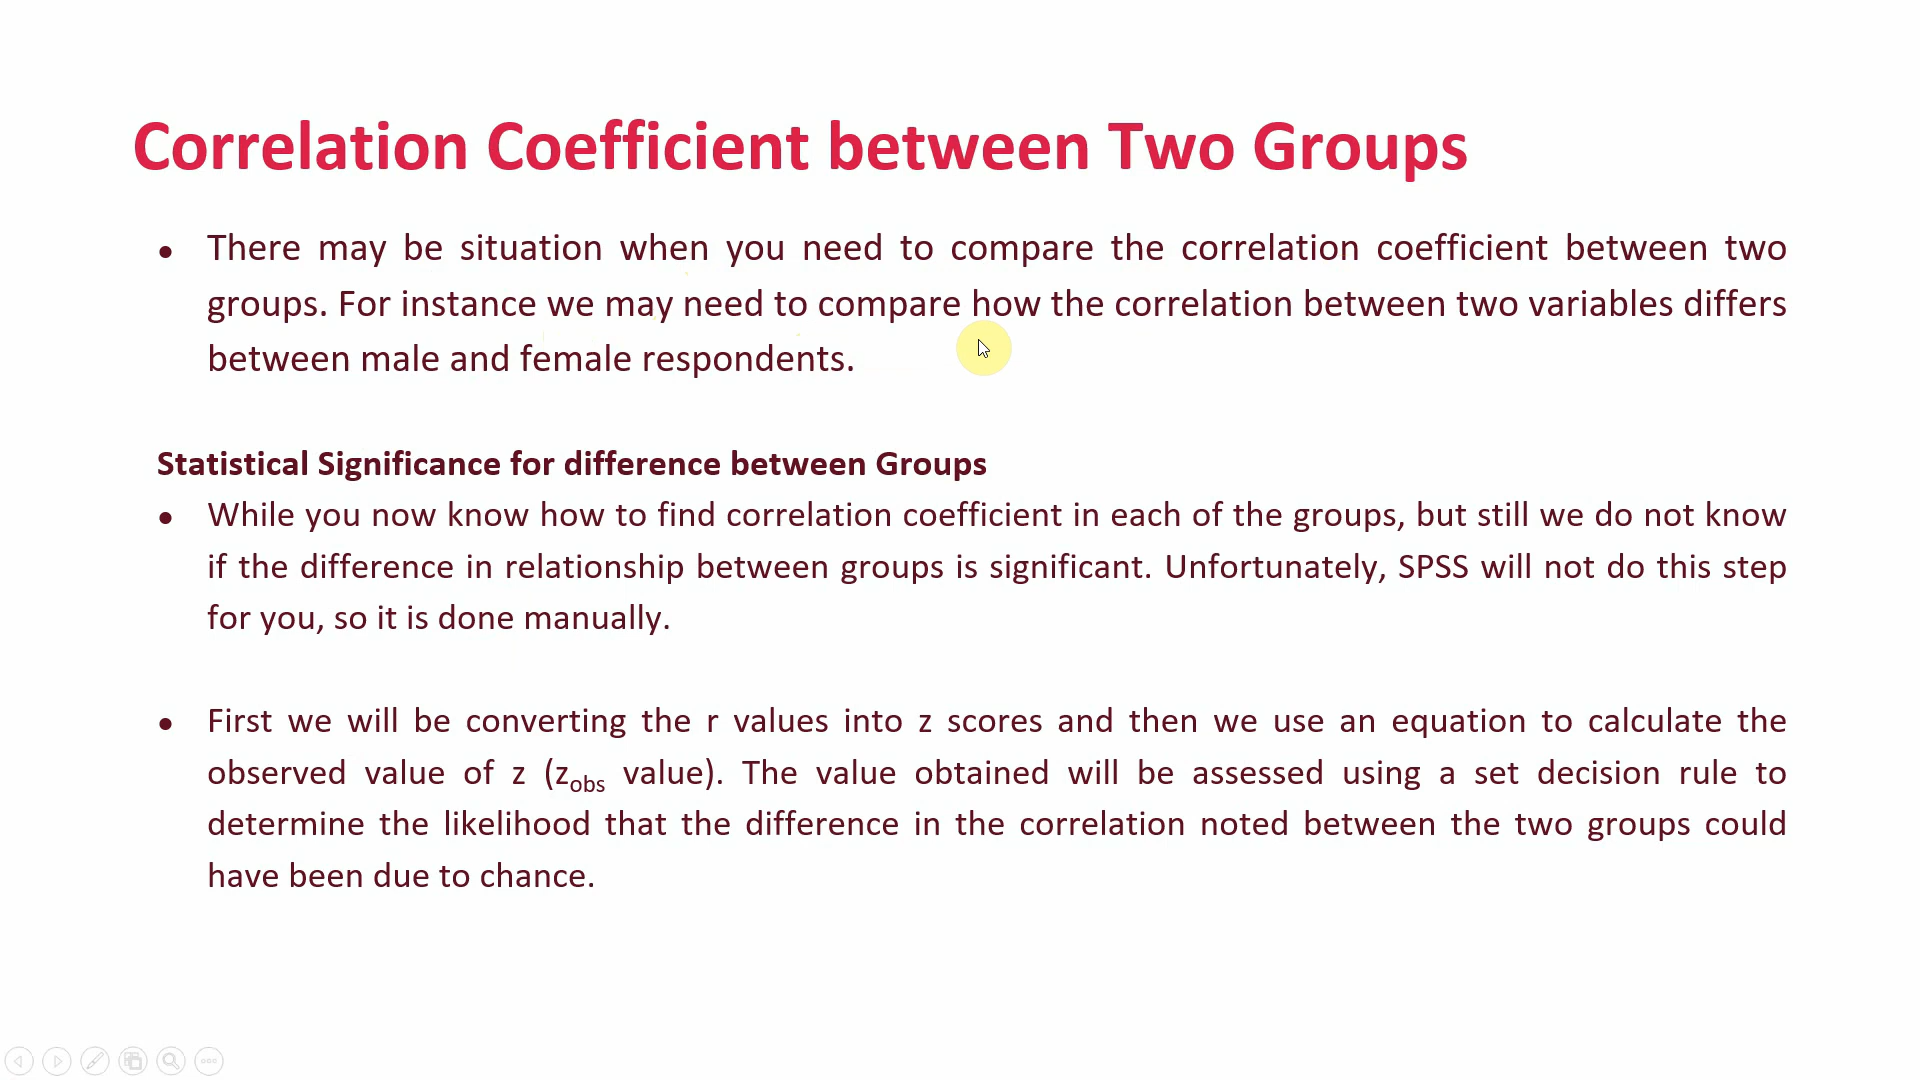 Correlation Coefficient between Two Groups
• There may be situation when you need to compare the correlation coefficient between two
groups. For instance we may need to compare how the correlation between two variables differs
between male and female respondents.
Statistical Significance for difference between Groups
• While you now know how to find correlation coefficient in each of the groups, but still we do not know
if the difference in relationship between groups is significant. Unfortunately, SPSS will not do this step
for you, so it is done manually.
• First we will be converting the r values into z scores and then we use an equation to calculate the
observed value of z (zobs value). The value obtained will be assessed using a set decision rule to
determine the likelihood that the difference in the correlation noted between the two groups could
have been due to chance.